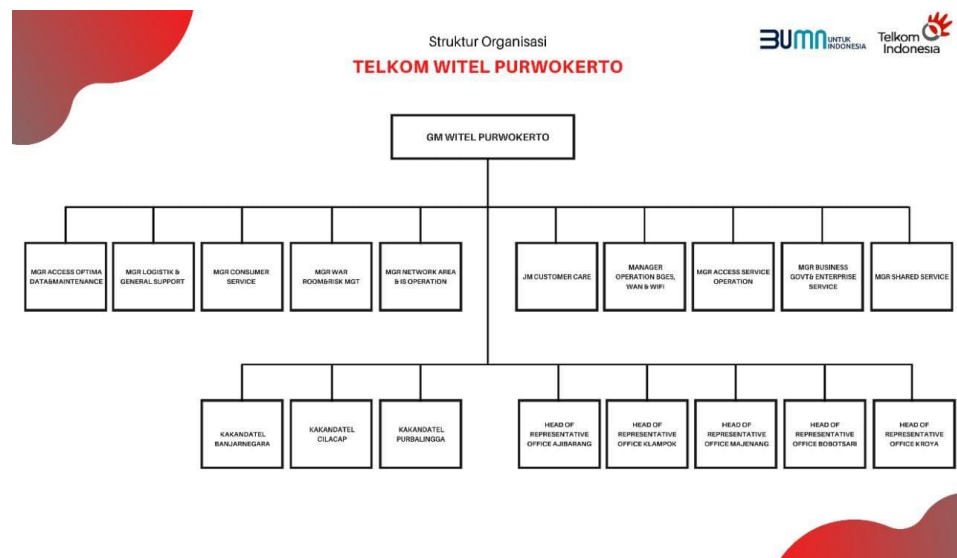 Struktur Organisasi
TELKOM WITEL PURWOKERTO
BUMN UNTUK
INDONESIA
Telkom
Indonesia
GM WITEL PURWOKERTO
MGR ACCESS OPTIMA
DATA&MAINTENANCE
MGR LOGISTIK &
GENERAL SUPPORT
MGR CONSUMER
SERVICE
MGR WAR
ROOM&RISK MGT
MGR NETWORK AREA
& IS OPERATION
JM CUSTOMER CARE
MANAGER
OPERATION BGES,
WAN & WIFI
MGR ACCESS SERVICE
OPERATION
MGR BUSINESS
GOVT& ENTERPRISE
SERVICE
MGR SHARED SERVICE
KAKANDATEL
BANJARNEGARA
KAKANDATEL
CILACAP
KAKANDATEL
PURBALINGGA
HEAD OF
REPRESENTATIVE
OFFICE AJIBARANG
HEAD OF
REPRESENTATIVE
OFFICE KLAMPOK
HEAD OF
REPRESENTATIVE
OFFICE MAJENANG
HEAD OF
REPRESENTATIVE
OFFICE BOBOTSARI
HEAD OF
REPRESENTATIVE
OFFICE KROYA